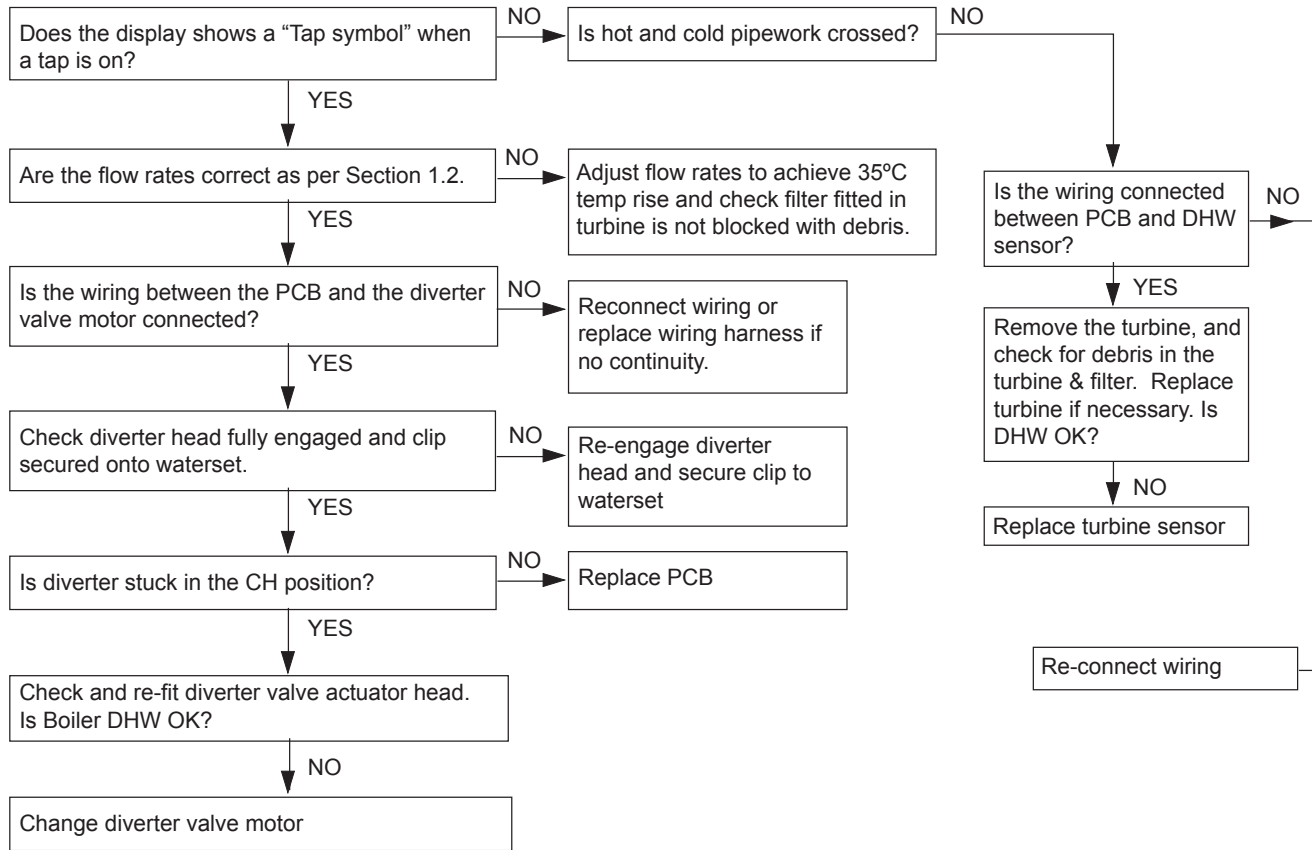 Does the display shows a “Tap symbol” when
a tap is on?
NO
Is hot and cold pipework crossed?
NO
YES
Are the flow rates correct as per Section 1.2.
NO
Adjust flow rates to achieve 35ºC
temp rise and check filter fitted in
turbine is not blocked with debris.
Is the wiring connected
between PCB and DHW
sensor?
NO
YES
YES
Is the wiring between the PCB and the diverter
valve motor connected?
NO
Reconnect wiring or
replace wiring harness if
no continuity.
Remove the turbine, and
check for debris in the
turbine & filter.  Replace
turbine if necessary. Is
DHW OK?
YES
Check diverter head fully engaged and clip
secured onto waterset.
NO
Re-engage diverter
head and secure clip to
waterset
NO
Replace turbine sensor
YES
Is diverter stuck in the CH position?
NO
Replace PCB
YES
Re-connect wiring
Check and re-fit diverter valve actuator head.
Is Boiler DHW OK?
NO
Change diverter valve motor